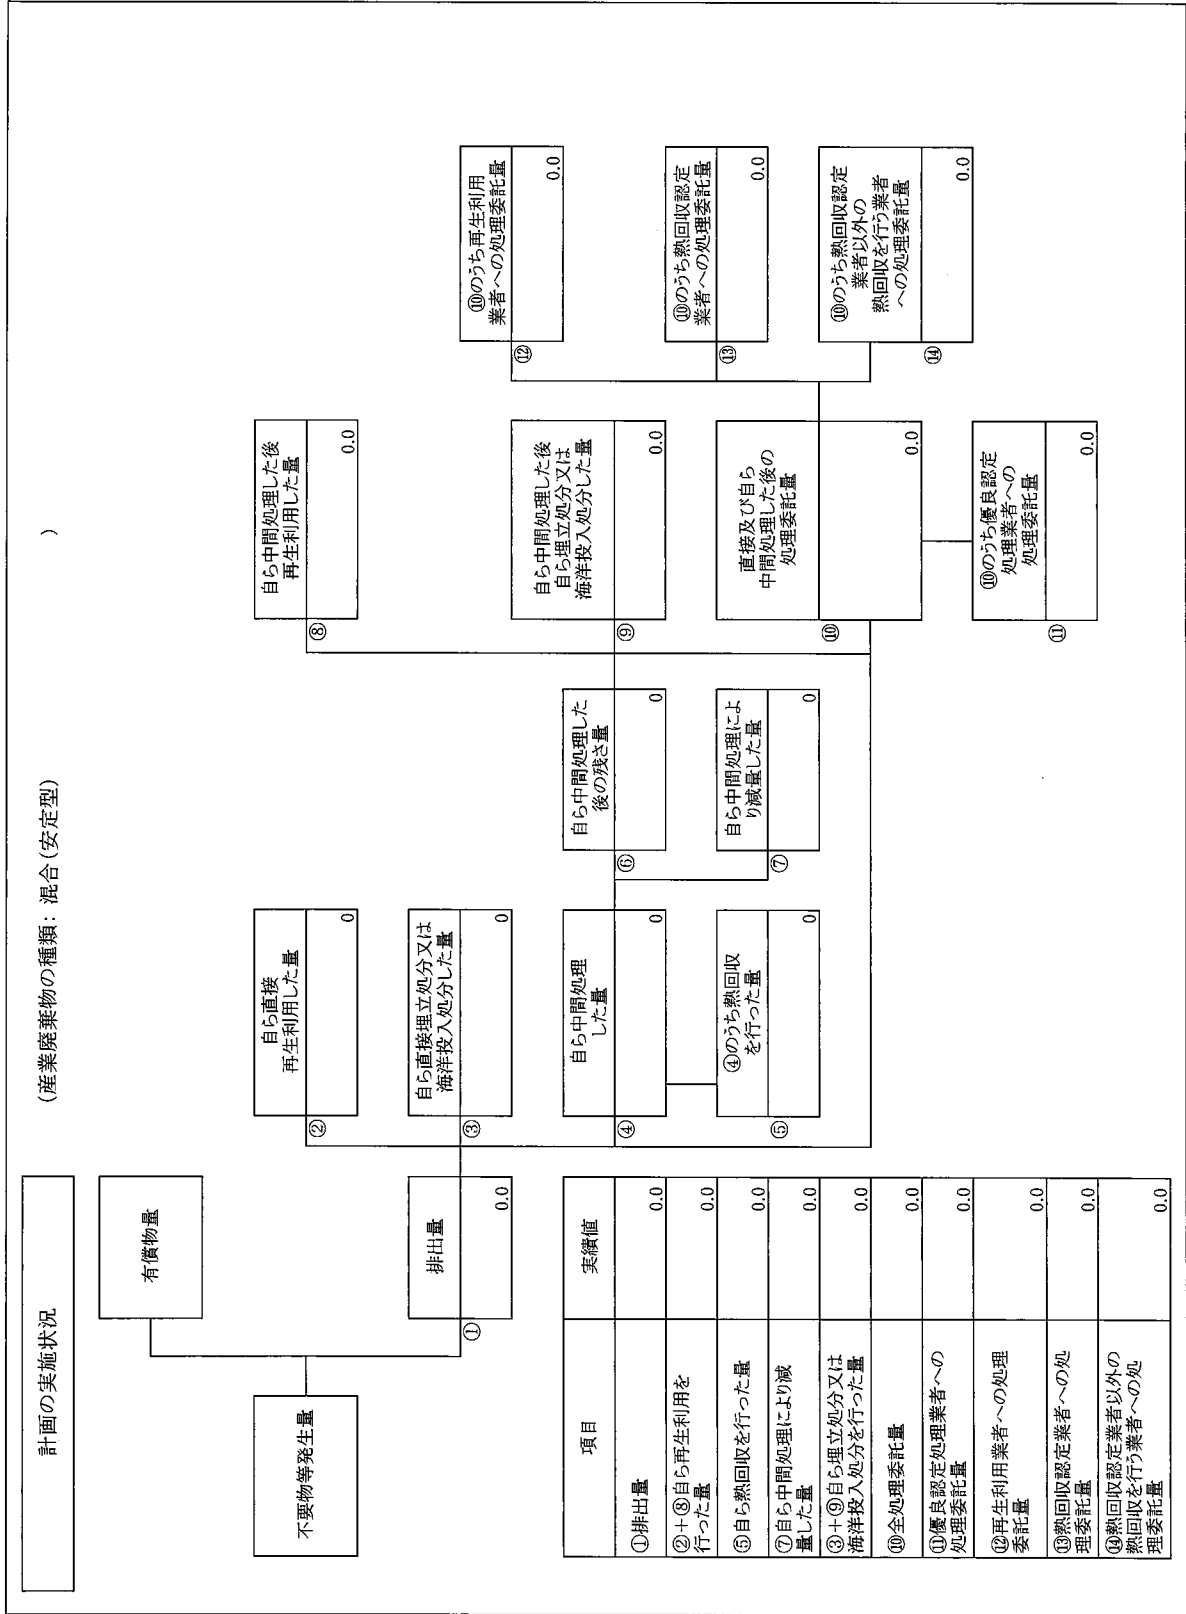 計画の実施状況
(産業廃棄物の種類：混合(安定型)
)
不要物等発生量
有償物量
排出量
①
0.0
自ら直接
再生利用した量
②
0
自ら直接埋立処分又は
海洋投入処分した量
③
0
自ら中間処理
した量
④
0
④のうち熱回収
を行った量
⑤
0
自ら中間処理した
後の残さ量
⑥
0
自ら中間処理によ
り減量した量
⑦
0
自ら中間処理した後
再生利用した量
⑧
0.0
自ら中間処理した後
自ら埋立処分又は
海洋投入処分した量
⑨
0.0
直接及び自ら
中間処理した後の
処理委託量
⑩
0.0
⑩のうち優良認定
処理業者への
処理委託量
⑪
0.0
⑩のうち再生利用
業者への処理委託量
⑫
0.0
⑩のうち熱回収認定
業者への処理委託量
⑬
0.0
⑩のうち熱回収認定
業者以外の
熱回収を行う業者
への処理委託量
⑭
0.0
項目 実績値
①排出量 0.0
②+⑧自ら再生利用を
行った量 0.0
⑤自ら熱回収を行った量 0.0
⑦自ら中間処理により減
量した量 0.0
③+⑨自ら埋立処分又は
海洋投入処分を行った量 0.0
⑩全処理委託量 0.0
⑪優良認定処理業者への
処理委託量 0.0
⑫再生利用業者への処理
委託量 0.0
⑬熱回収認定業者への処
理委託量 0.0
⑭熱回収認定業者以外の
熱回収を行う業者への処
理委託量 0.0